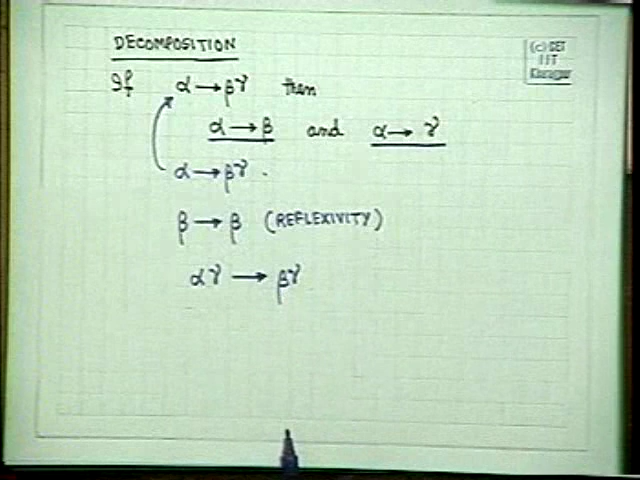 DECOMPOSITION
(c) CET
IIT
Kharagpur
If α → βγ then
α → β and α → γ
α → βγ .
β → β (REFLEXIVITY)
αγ → βγ